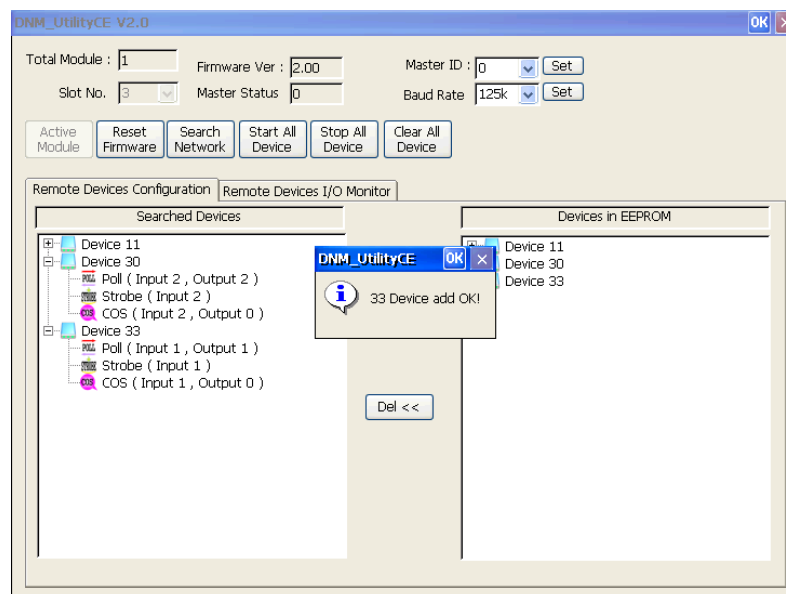 DNM_UtilityCE V2.0 OK
Total Module : 1 Firmware Ver : 2.00 Master ID : 0 Set
Slot No. 3 Master Status 0 Baud Rate 125k Set
Active Module Reset Firmware Search Network Start All Device Stop All Device Clear All Device
Remote Devices Configuration Remote Devices I/O Monitor
Searched Devices Devices in EEPROM
Device 11
Device 30
POLL Poll ( Input 2 , Output 2 )
Strobe ( Input 2 )
COS COS ( Input 2 , Output 0 )
Device 33
POLL Poll ( Input 1 , Output 1 )
Strobe ( Input 1 )
COS COS ( Input 1 , Output 0 )
DNM_UtilityCE OK
33 Device add OK!
Del <<
Device 11
Device 30
Device 33